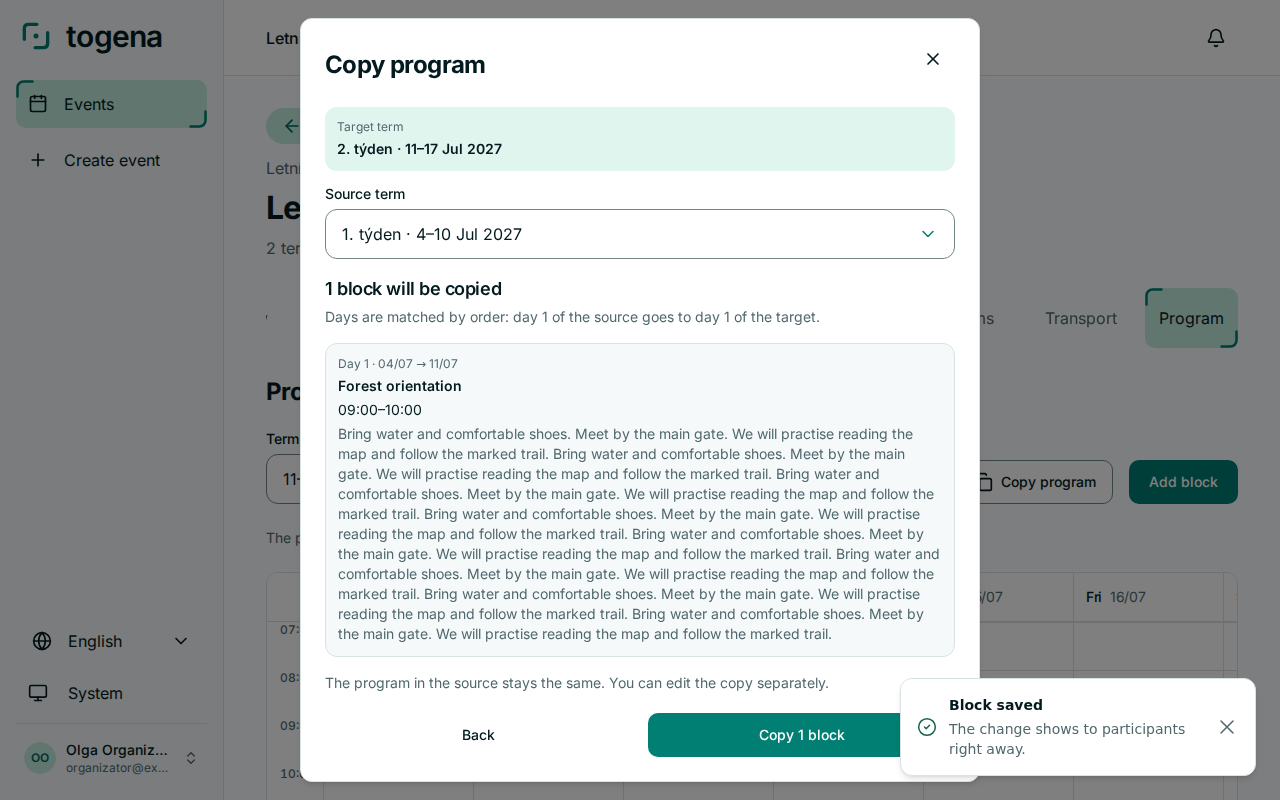 togena
Events
Create event
English
System
OO
Olga Organiz...
organizator@ex...
Letn
Letn
Le
2 ter
Transport
Program
Pro
Term
11-
Copy program
Add block
The p
/07
Fri 16/07
07:
08:
09:
10:
Copy program
Target term
2. týden · 11–17 Jul 2027
Source term
1. týden · 4–10 Jul 2027
1 block will be copied
Days are matched by order: day 1 of the source goes to day 1 of the target.
Day 1 · 04/07 → 11/07
Forest orientation
09:00–10:00
Bring water and comfortable shoes. Meet by the main gate. We will practise reading the
map and follow the marked trail. Bring water and comfortable shoes. Meet by the main
gate. We will practise reading the map and follow the marked trail. Bring water and
comfortable shoes. Meet by the main gate. We will practise reading the map and follow the
marked trail. Bring water and comfortable shoes. Meet by the main gate. We will practise
reading the map and follow the marked trail. Bring water and comfortable shoes. Meet by
the main gate. We will practise reading the map and follow the marked trail. Bring water and
comfortable shoes. Meet by the main gate. We will practise reading the map and follow the
marked trail. Bring water and comfortable shoes. Meet by the main gate. We will practise
reading the map and follow the marked trail. Bring water and comfortable shoes. Meet by
the main gate. We will practise reading the map and follow the marked trail.
The program in the source stays the same. You can edit the copy separately.
Back
Copy 1 block
Block saved
The change shows to participants
right away.